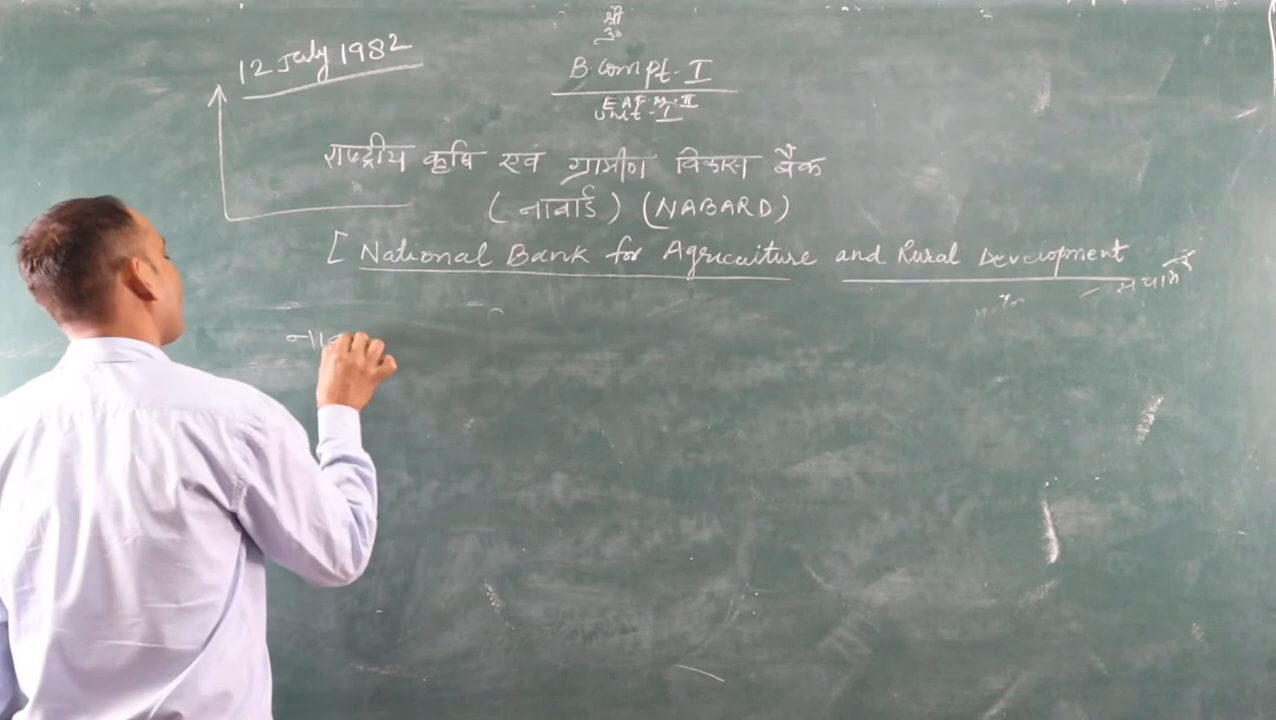 श्री
12 July 1982
B.Com pt - I
E A F. M. II
Unit - I
राष्ट्रीय कृषि एवं ग्रामीण विकास बैंक
(नाबार्ड) (NABARD)
[ National Bank for Agriculture and Rural Development